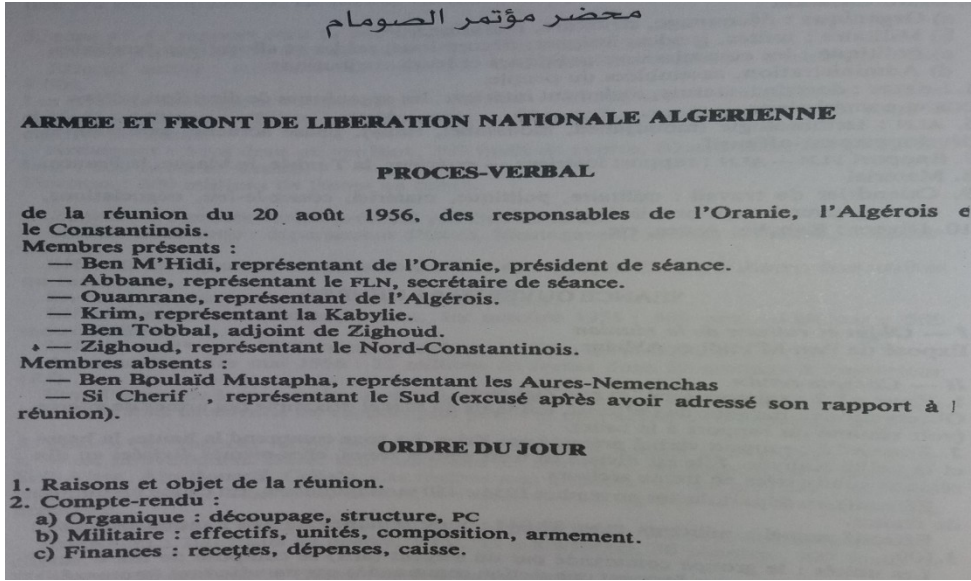 محضر مؤتمر الصومام
ARMEE ET FRONT DE LIBERATION NATIONALE ALGERIENNE
PROCES-VERBAL
de la réunion du 20 août 1956, des responsables de l'Oranie, l'Algérois e
le Constantinois.
Membres présents :
— Ben M'Hidi, représentant de l'Oranie, président de séance.
— Abbane, représentant le FLN, secrétaire de séance.
— Ouamrane, représentant de l'Algérois.
— Krim, représentant la Kabylie.
— Ben Tobbal, adjoint de Zighoud.
— Zighoud, représentant le Nord-Constantinois.
Membres absents :
— Ben Boulaïd Mustapha, représentant les Aures-Nemenchas
— Si Cherif , représentant le Sud (excusé après avoir adressé son rapport à l
réunion).
ORDRE DU JOUR
1. Raisons et objet de la réunion.
2. Compte-rendu :
a) Organique : découpage, structure, PC
b) Militaire : effectifs, unités, composition, armement.
c) Finances : recettes, dépenses, caisse.